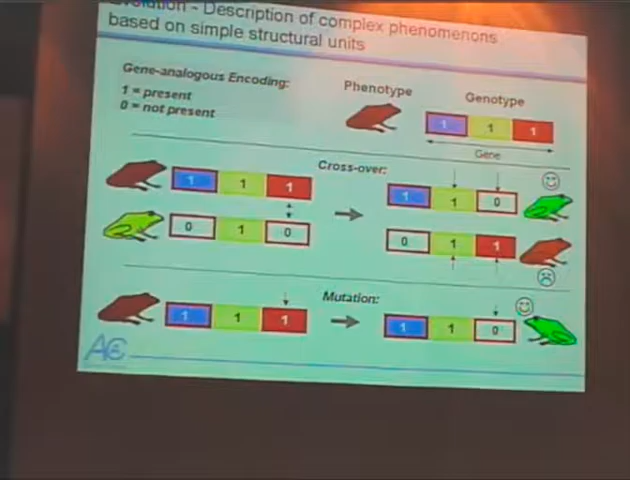 Evolution - Description of complex phenomenons
based on simple structural units
Gene-analogous Encoding:
1 = present
0 = not present
Phenotype
Genotype
1 1 1
Gene
Cross-over:
1 1 1
1 1 0
0 1 0
0 1 1
Mutation:
1 1 1
1 1 0